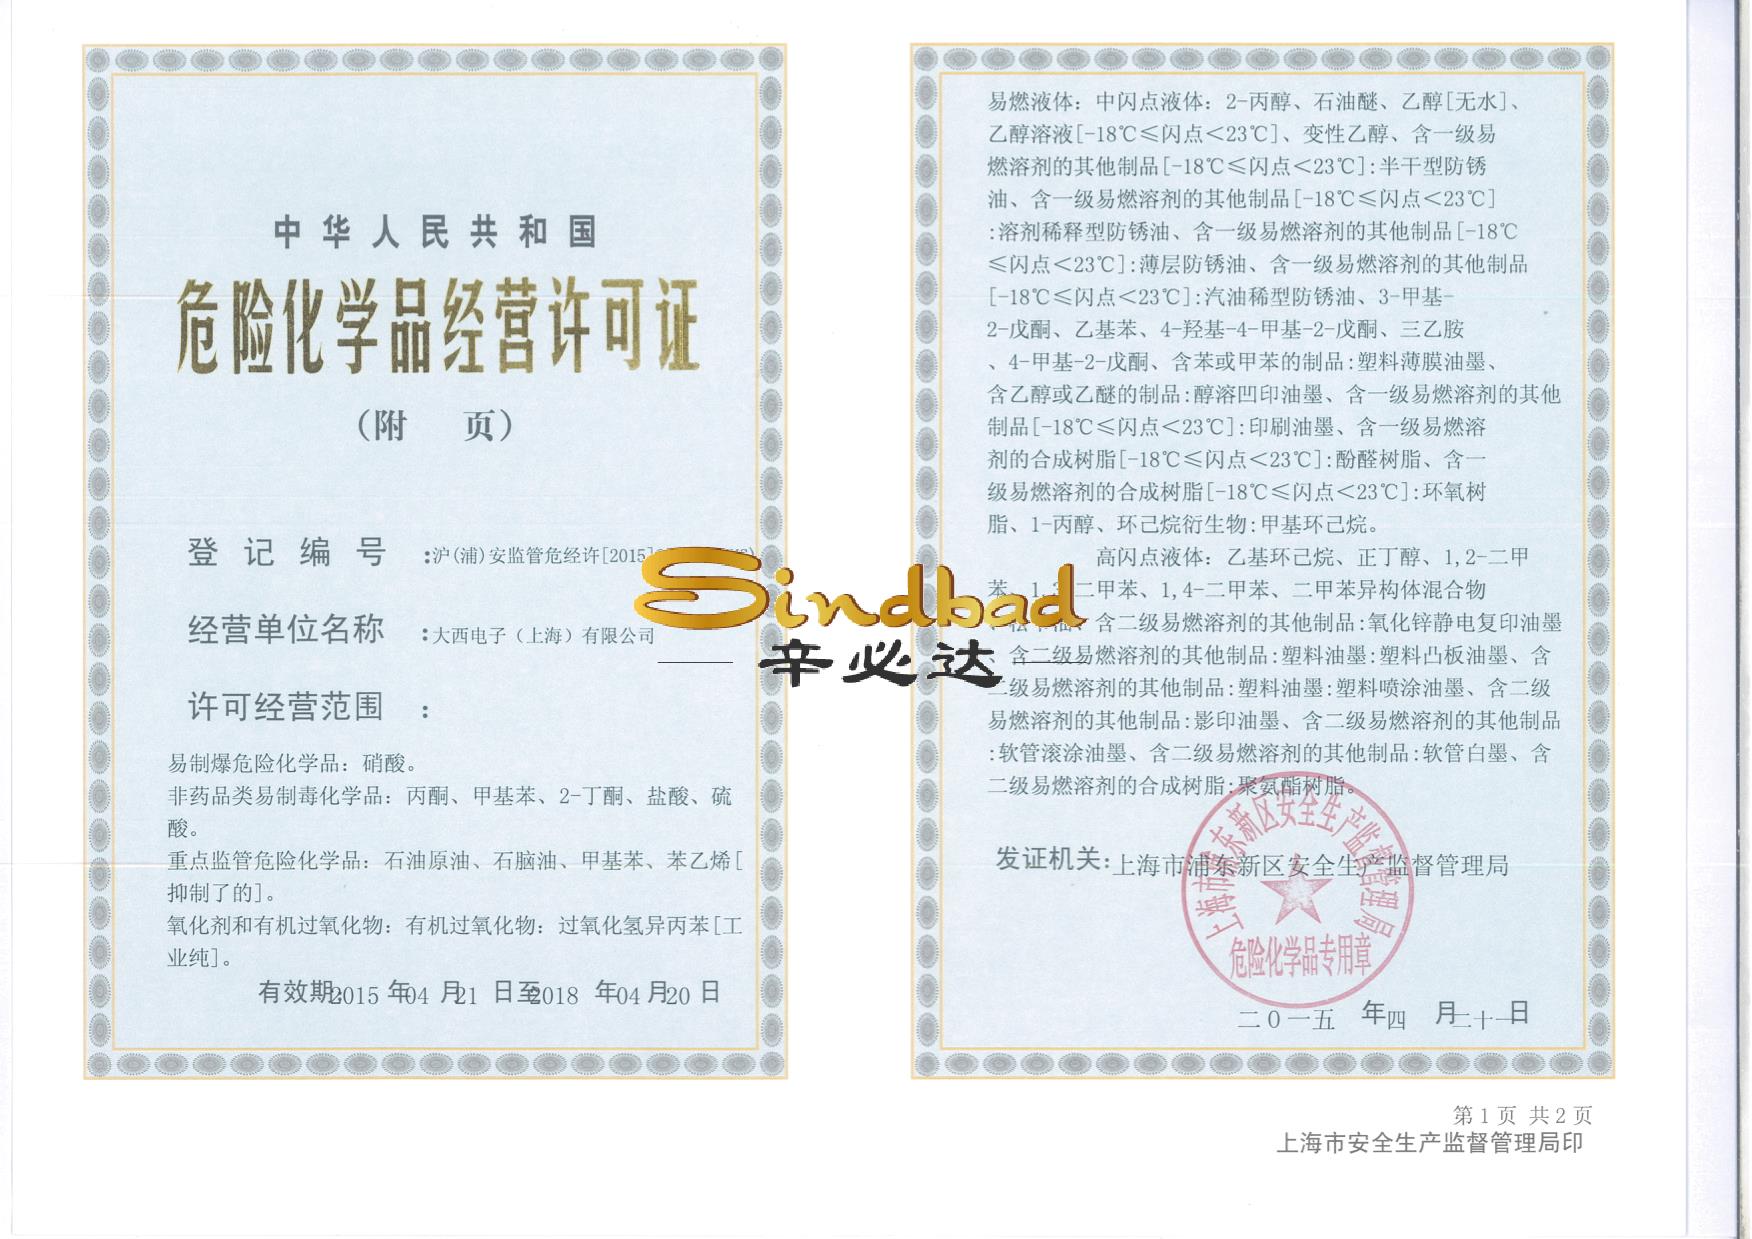 中华人民共和国
危险化学品经营许可证
（附 页）
登记编号：沪(浦)安监管危经许[2015]
经营单位名称：大西电子（上海）有限公司
许可经营范围：
易制爆危险化学品：硝酸。
非药品类易制毒化学品：丙酮、甲基苯、2-丁酮、盐酸、硫
酸。
重点监管危险化学品：石油原油、石脑油、甲基苯、苯乙烯[
抑制了的]。
氧化剂和有机过氧化物：有机过氧化物：过氧化氢异丙苯[工
业纯]。
有效期：2015 年 04 月 21 日至 2018 年 04 月 20 日
易燃液体：中闪点液体：2-丙醇、石油醚、乙醇[无水]、
乙醇溶液[-18℃≤闪点＜23℃]、变性乙醇、含一级易
燃溶剂的其他制品[-18℃≤闪点＜23℃]:半干型防锈
油、含一级易燃溶剂的其他制品[-18℃≤闪点＜23℃]
:溶剂稀释型防锈油、含一级易燃溶剂的其他制品[-18℃
≤闪点＜23℃]:薄层防锈油、含一级易燃溶剂的其他制品
[-18℃≤闪点＜23℃]:汽油稀型防锈油、3-甲基-
2-戊酮、乙基苯、4-羟基-4-甲基-2-戊酮、三乙胺
、4-甲基-2-戊酮、含苯或甲苯的制品:塑料薄膜油墨、
含乙醇或乙醚的制品:醇溶凹印油墨、含一级易燃溶剂的其他
制品[-18℃≤闪点＜23℃]:印刷油墨、含一级易燃溶
剂的合成树脂[-18℃≤闪点＜23℃]:酚醛树脂、含一
级易燃溶剂的合成树脂[-18℃≤闪点＜23℃]:环氧树
脂、1-丙醇、环己烷衍生物:甲基环己烷。
高闪点液体：乙基环己烷、正丁醇、1,2-二甲
苯、1,3-二甲苯、1,4-二甲苯、二甲苯异构体混合物
、松节油、含二级易燃溶剂的其他制品:氧化锌静电复印油墨
、含二级易燃溶剂的其他制品:塑料油墨:塑料凸板油墨、含
二级易燃溶剂的其他制品:塑料油墨:塑料喷涂油墨、含二级
易燃溶剂的其他制品:影印油墨、含二级易燃溶剂的其他制品
:软管滚涂油墨、含二级易燃溶剂的其他制品:软管白墨、含
二级易燃溶剂的合成树脂:聚氨酯树脂。
发证机关：上海市浦东新区安全生产监督管理局
上海市浦东新区安全生产监督管理局
危险化学品专用章
二〇一五 年 四 月 二十一 日
第 1 页 共 2 页
上海市安全生产监督管理局印
Sindbad
辛必达